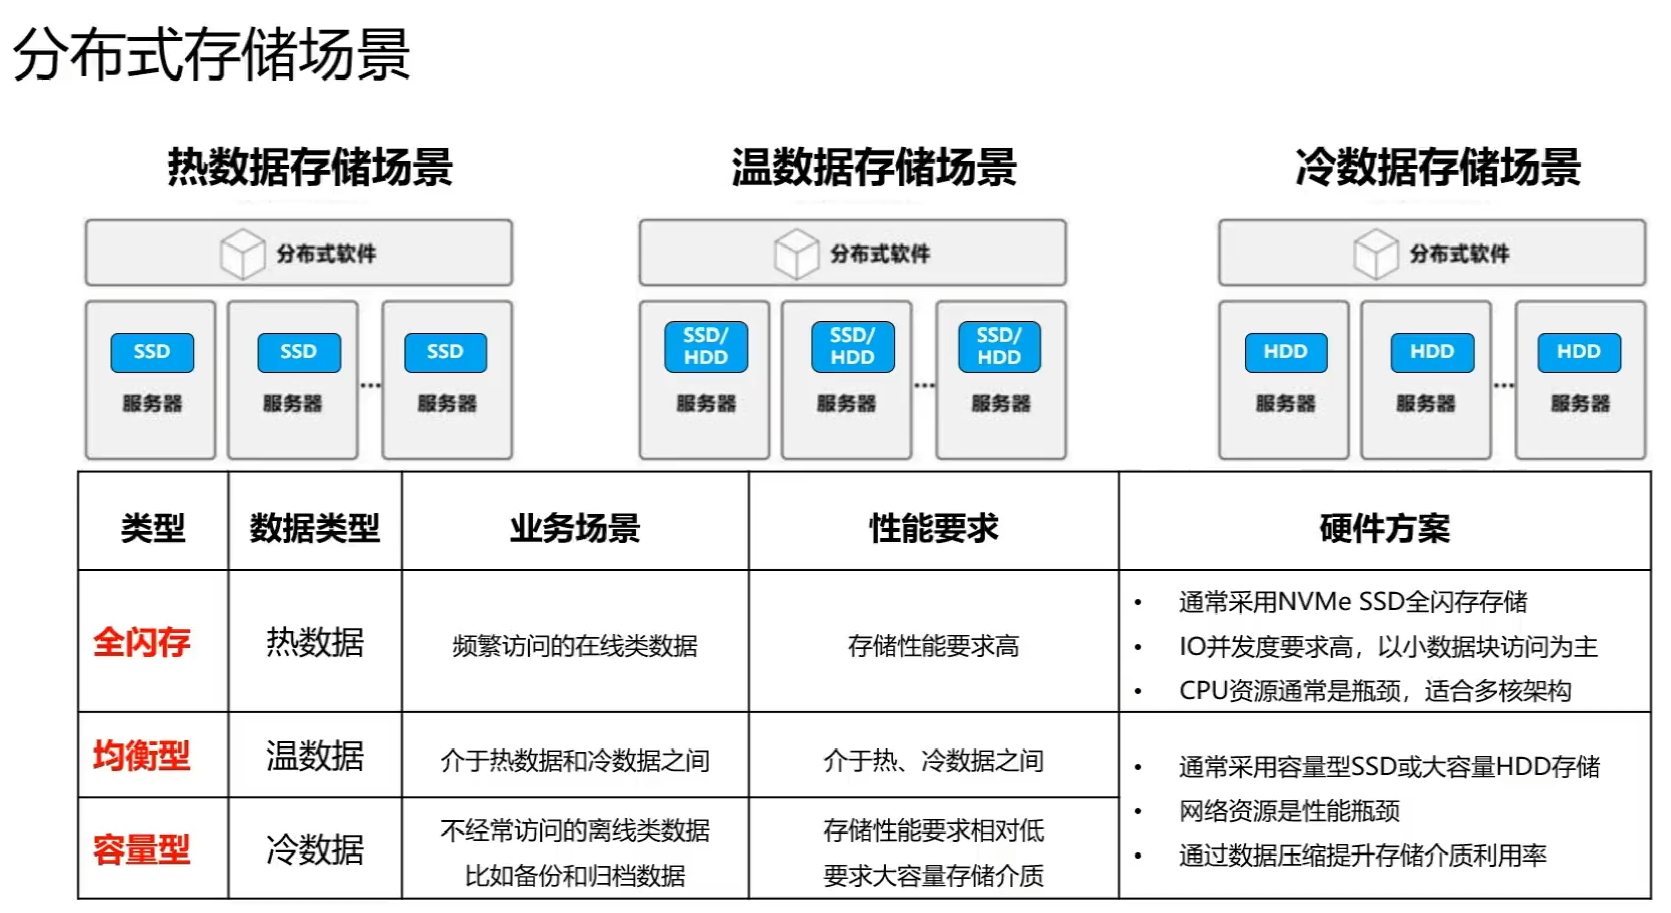 分布式存储场景
热数据存储场景
分布式软件
SSD
SSD
SSD
服务器
服务器
...
服务器
温数据存储场景
分布式软件
SSD/
HDD
SSD/
HDD
SSD/
HDD
服务器
服务器
...
服务器
冷数据存储场景
分布式软件
HDD
HDD
HDD
服务器
服务器
...
服务器
类型
数据类型
业务场景
性能要求
硬件方案
全闪存
热数据
频繁访问的在线类数据
存储性能要求高
• 通常采用NVMe SSD全闪存存储
• IO并发度要求高，以小数据块访问为主
• CPU资源通常是瓶颈，适合多核架构
均衡型
温数据
介于热数据和冷数据之间
介于热、冷数据之间
• 通常采用容量型SSD或大容量HDD存储
• 网络资源是性能瓶颈
• 通过数据压缩提升存储介质利用率
容量型
冷数据
不经常访问的离线类数据
比如备份和归档数据
存储性能要求相对低
要求大容量存储介质